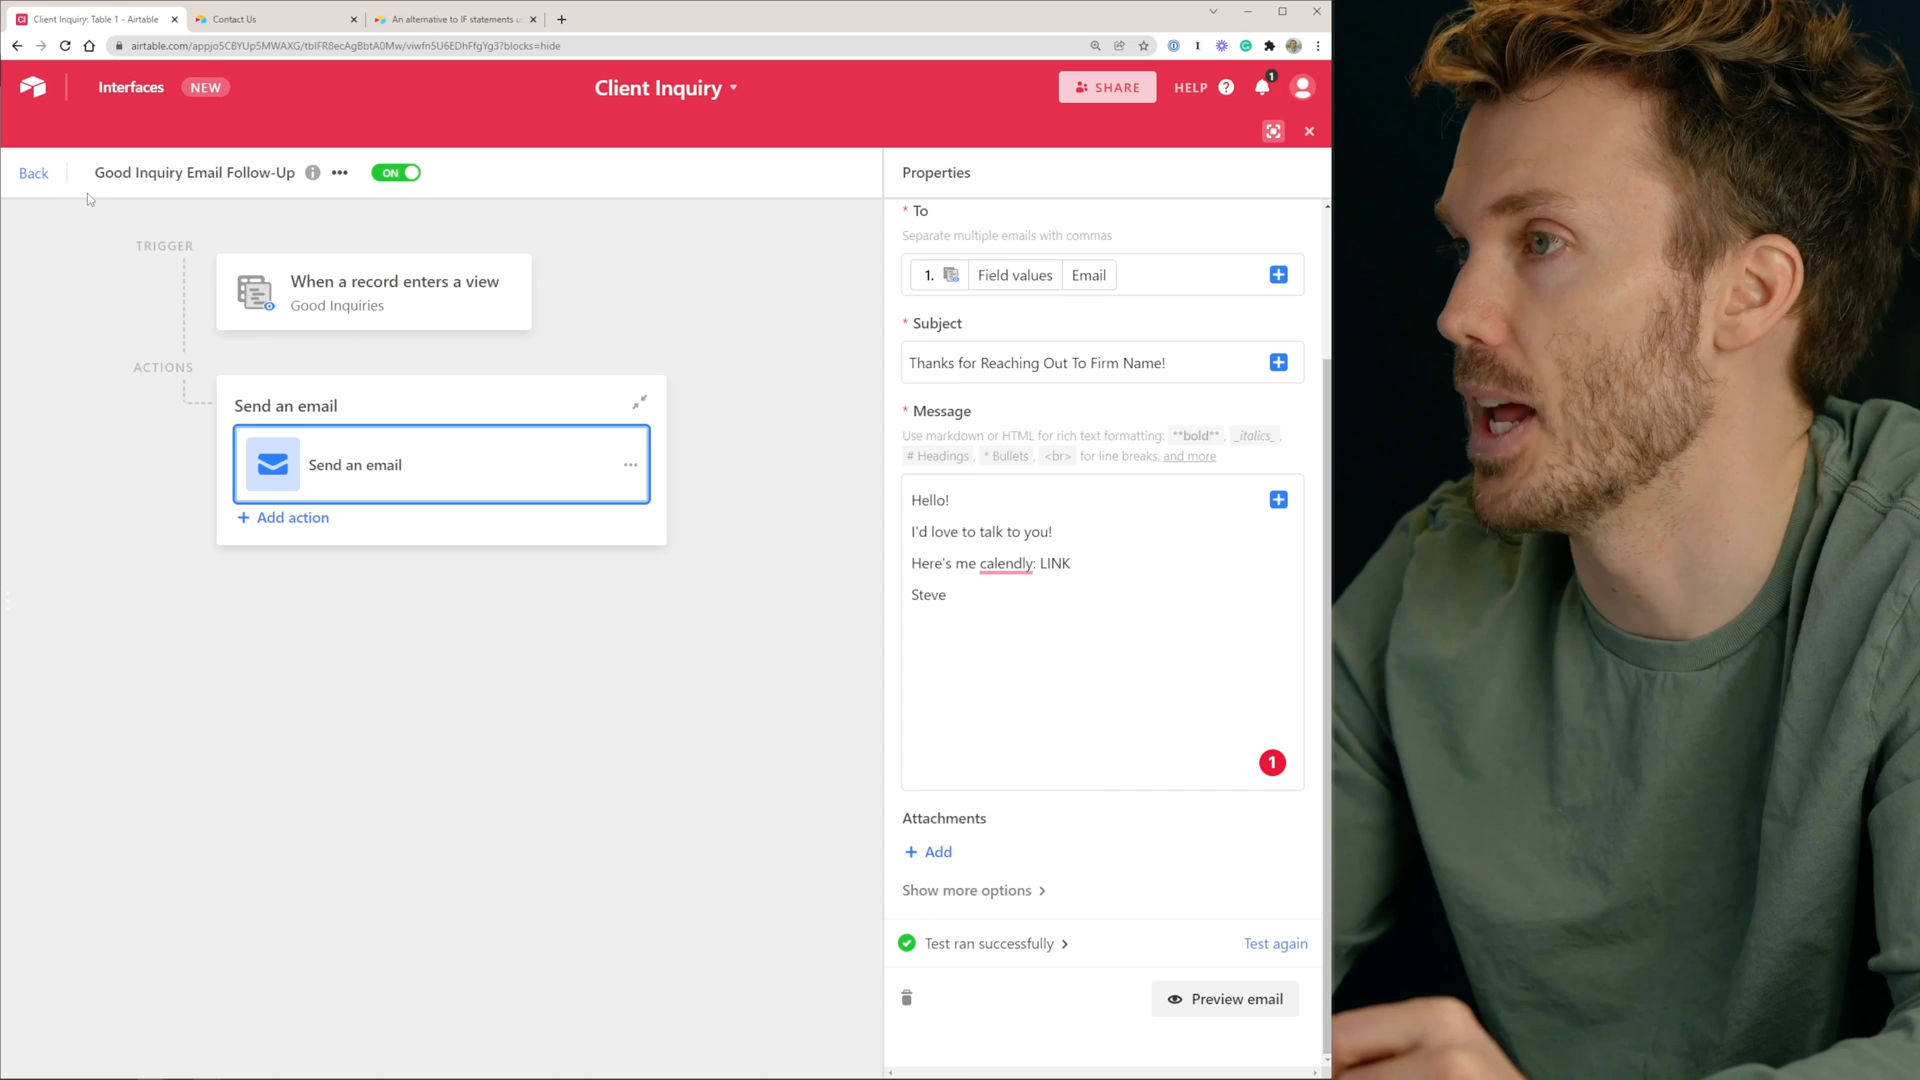 Client Inquiry: Table 1 - Airtable
Contact Us
An alternative to IF statements u
airtable.com/appjo5CBYUp5MWAXG/tblFR8ecAgBbtA0Mw/viwfn5U6EDhFfgYg3?blocks=hide
Interfaces NEW
Client Inquiry
SHARE
HELP
1
Back
Good Inquiry Email Follow-Up
ON
Properties
TRIGGER
When a record enters a view
Good Inquiries
ACTIONS
Send an email
Send an email
+ Add action
* To
Separate multiple emails with commas
1. Field values Email
* Subject
Thanks for Reaching Out To Firm Name!
* Message
Use markdown or HTML for rich text formatting: **bold** , _italics_ ,
# Headings , * Bullets , <br> for line breaks, and more
Hello!
I'd love to talk to you!
Here's me calendly: LINK
Steve
1
Attachments
+ Add
Show more options
Test ran successfully
Test again
Preview email